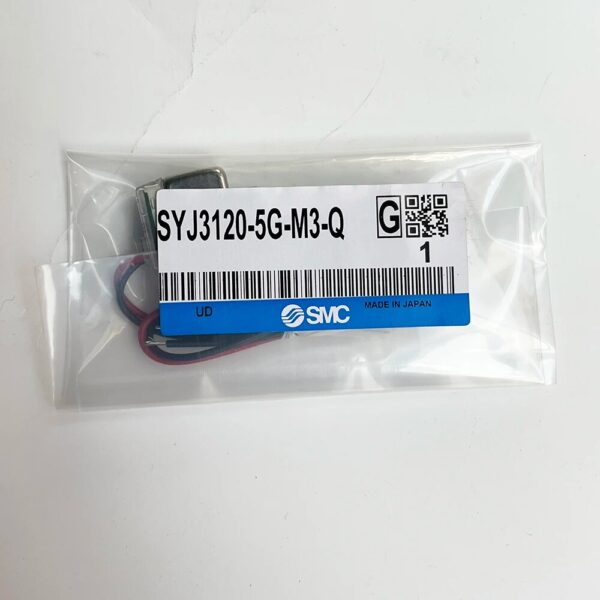 SYJ3120-5G-M3-Q G
1
UD SMC MADE IN JAPAN